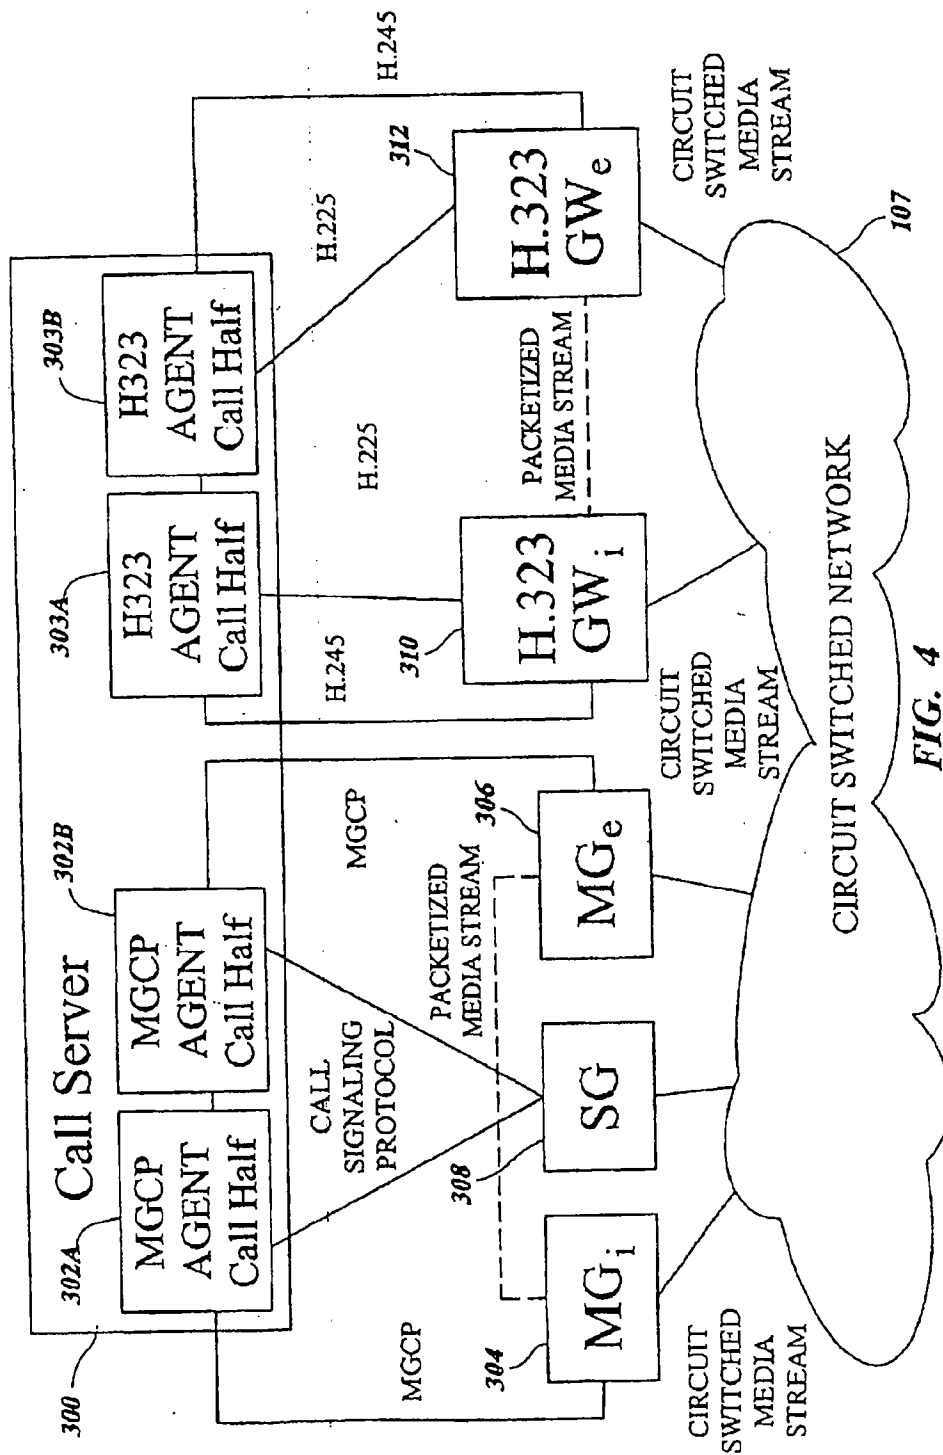 300
Call Server
302A
MGCP
AGENT
Call Half
302B
MGCP
AGENT
Call Half
303A
H323
AGENT
Call Half
303B
H323
AGENT
Call Half
MGCP
CALL
SIGNALING
PROTOCOL
MGCP
H.245
H.225
H.225
H.245
PACKETIZED
MEDIA STREAM
304
MGi
308
SG
306
MGe
310
H.323
GWi
PACKETIZED
MEDIA STREAM
312
H.323
GWe
CIRCUIT
SWITCHED
MEDIA
STREAM
CIRCUIT
SWITCHED
MEDIA
STREAM
CIRCUIT
SWITCHED
MEDIA
STREAM
107
CIRCUIT SWITCHED NETWORK
FIG. 4